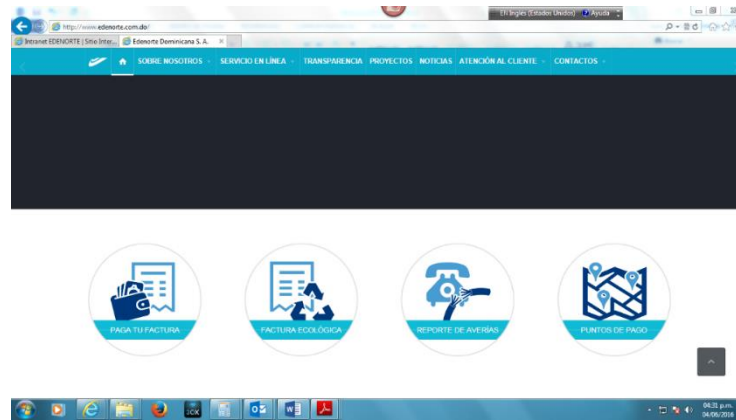 EN Inglés (Estados Unidos) Ayuda
http://www.edenorte.com.do/
Intranet EDENORTE | Sitio Inter... Edenorte Dominicana S. A.
SOBRE NOSOTROS SERVICIO EN LÍNEA TRANSPARENCIA PROYECTOS NOTICIAS ATENCIÓN AL CLIENTE CONTACTOS
PAGA TU FACTURA FACTURA ECOLÓGICA REPORTE DE AVERÍAS PUNTOS DE PAGO
04:31 p.m.
04/05/2016